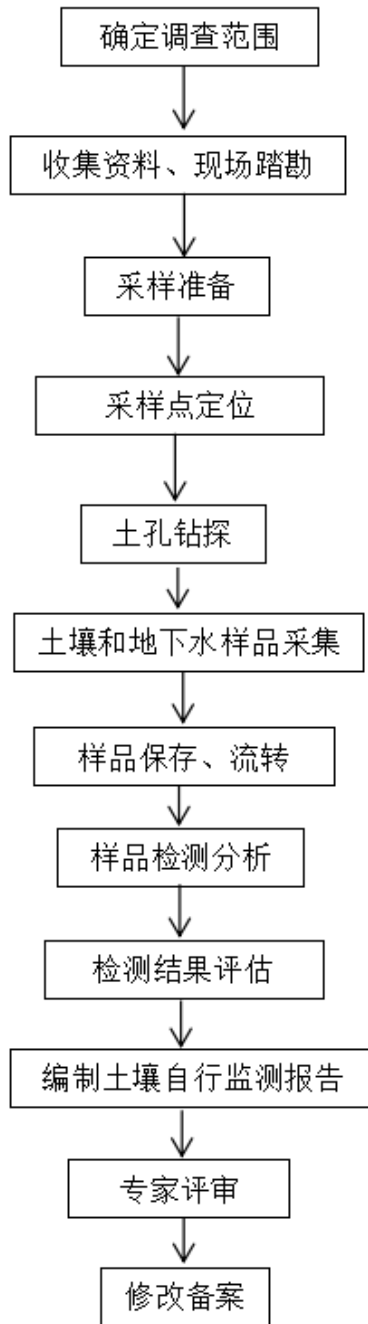 确定调查范围
收集资料、现场踏勘
采样准备
采样点定位
土孔钻探
土壤和地下水样品采集
样品保存、流转
样品检测分析
检测结果评估
编制土壤自行监测报告
专家评审
修改备案